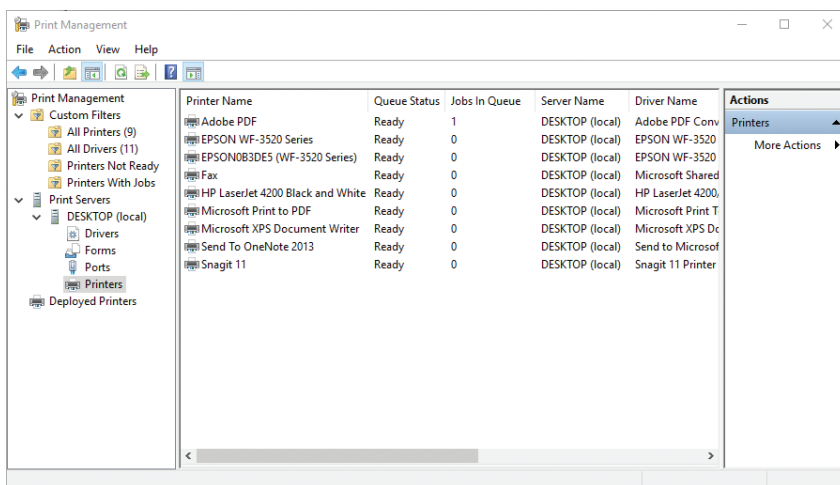 Print Management
File Action View Help
Print Management
Custom Filters
All Printers (9)
All Drivers (11)
Printers Not Ready
Printers With Jobs
Print Servers
DESKTOP (local)
Drivers
Forms
Ports
Printers
Deployed Printers
Printer Name Queue Status Jobs In Queue Server Name Driver Name
Adobe PDF Ready 1 DESKTOP (local) Adobe PDF Conv
EPSON WF-3520 Series Ready 0 DESKTOP (local) EPSON WF-3520
EPSON0B3DE5 (WF-3520 Series) Ready 0 DESKTOP (local) EPSON WF-3520
Fax Ready 0 DESKTOP (local) Microsoft Shared
HP LaserJet 4200 Black and White Ready 0 DESKTOP (local) HP LaserJet 4200,
Microsoft Print to PDF Ready 0 DESKTOP (local) Microsoft Print T
Microsoft XPS Document Writer Ready 0 DESKTOP (local) Microsoft XPS Do
Send To OneNote 2013 Ready 0 DESKTOP (local) Send to Microsof
Snagit 11 Ready 0 DESKTOP (local) Snagit 11 Printer
Actions
Printers
More Actions